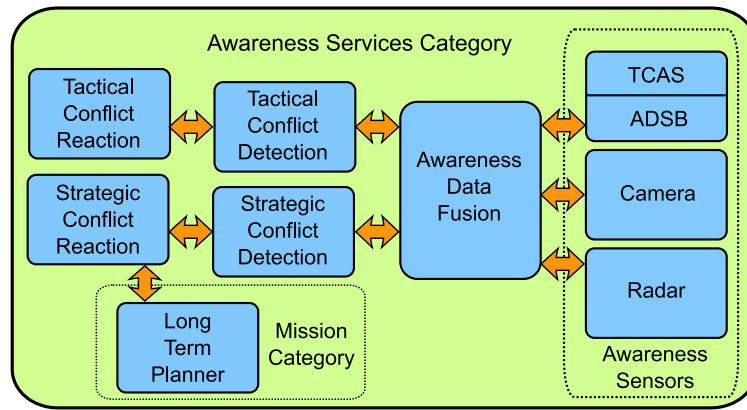 Awareness Services Category
Tactical
Conflict
Reaction
Tactical
Conflict
Detection
Strategic
Conflict
Reaction
Strategic
Conflict
Detection
Awareness
Data
Fusion
TCAS
ADSB
Camera
Radar
Awareness
Sensors
Long
Term
Planner
Mission
Category